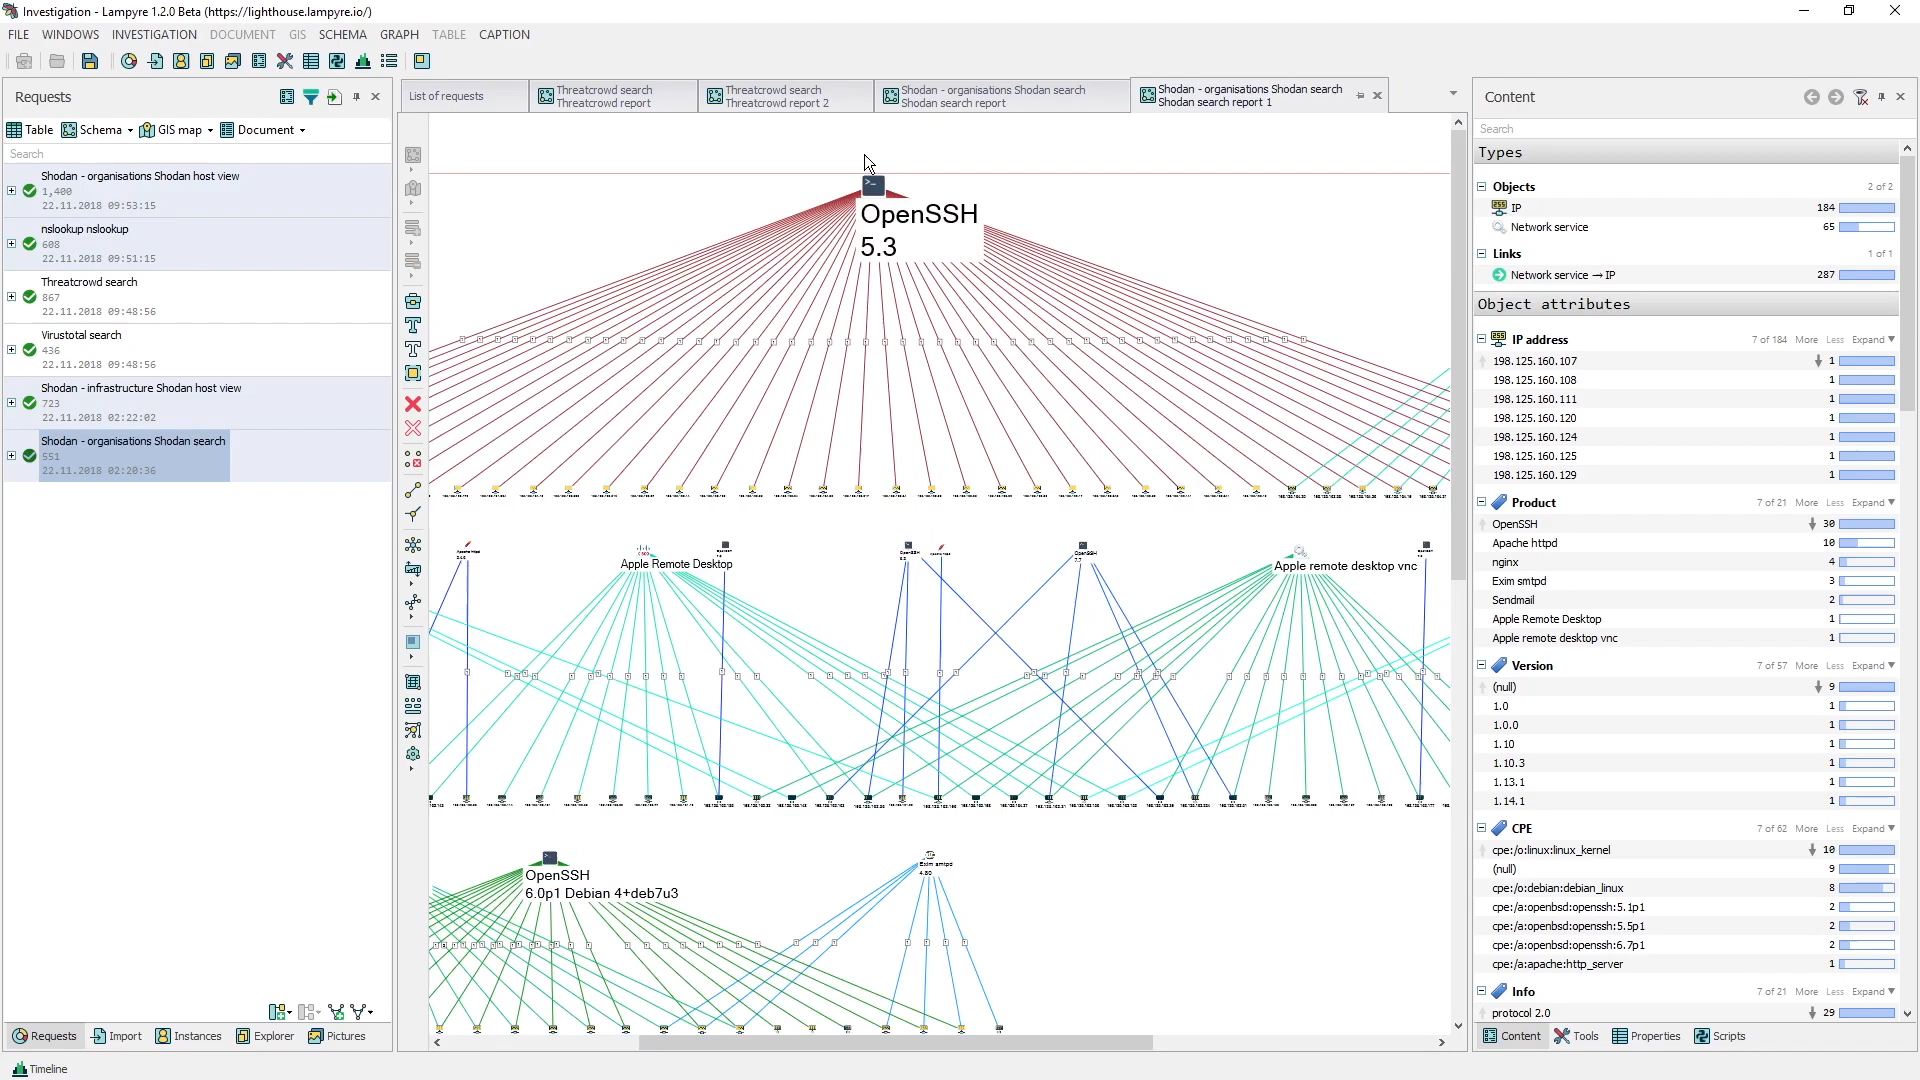 Investigation - Lampyre 1.2.0 Beta (https://lighthouse.lampyre.io/)
FILE WINDOWS INVESTIGATION DOCUMENT GIS SCHEMA GRAPH TABLE CAPTION
Requests
Table Schema GIS map Document
Search
Shodan - organisations Shodan host view
1,400
22.11.2018 09:53:15
nslookup nslookup
608
22.11.2018 09:51:15
Threatcrowd search
867
22.11.2018 09:48:56
Virustotal search
436
22.11.2018 09:48:56
Shodan - infrastructure Shodan host view
723
22.11.2018 02:22:02
Shodan - organisations Shodan search
551
22.11.2018 02:20:36
Requests Import Instances Explorer Pictures
Timeline
List of requests
Threatcrowd search
Threatcrowd report
Threatcrowd search
Threatcrowd report 2
Shodan - organisations Shodan search
Shodan search report
Shodan - organisations Shodan search
Shodan search report 1
OpenSSH
5.3
Apple Remote Desktop
OpenSSH
7.7
Apple remote desktop vnc
OpenSSH
6.0p1 Debian 4+deb7u3
Exim smtpd
4.80
Content
Search
Types
Objects 2 of 2
IP 184
Network service 65
Links 1 of 1
Network service → IP 287
Object attributes
IP address 7 of 184 More Less Expand
198.125.160.107 1
198.125.160.108 1
198.125.160.111 1
198.125.160.120 1
198.125.160.124 1
198.125.160.125 1
198.125.160.129 1
Product 7 of 21 More Less Expand
OpenSSH 30
Apache httpd 10
nginx 4
Exim smtpd 3
Sendmail 2
Apple Remote Desktop 1
Apple remote desktop vnc 1
Version 7 of 57 More Less Expand
(null) 9
1.0 1
1.0.0 1
1.10 1
1.10.3 1
1.13.1 1
1.14.1 1
CPE 7 of 62 More Less Expand
cpe:/o:linux:linux_kernel 10
(null) 9
cpe:/o:debian:debian_linux 8
cpe:/a:openbsd:openssh:5.1p1 2
cpe:/a:openbsd:openssh:5.5p1 2
cpe:/a:openbsd:openssh:6.7p1 2
cpe:/a:apache:http_server 1
Info 7 of 21 More Less Expand
protocol 2.0 29
Content Tools Properties Scripts